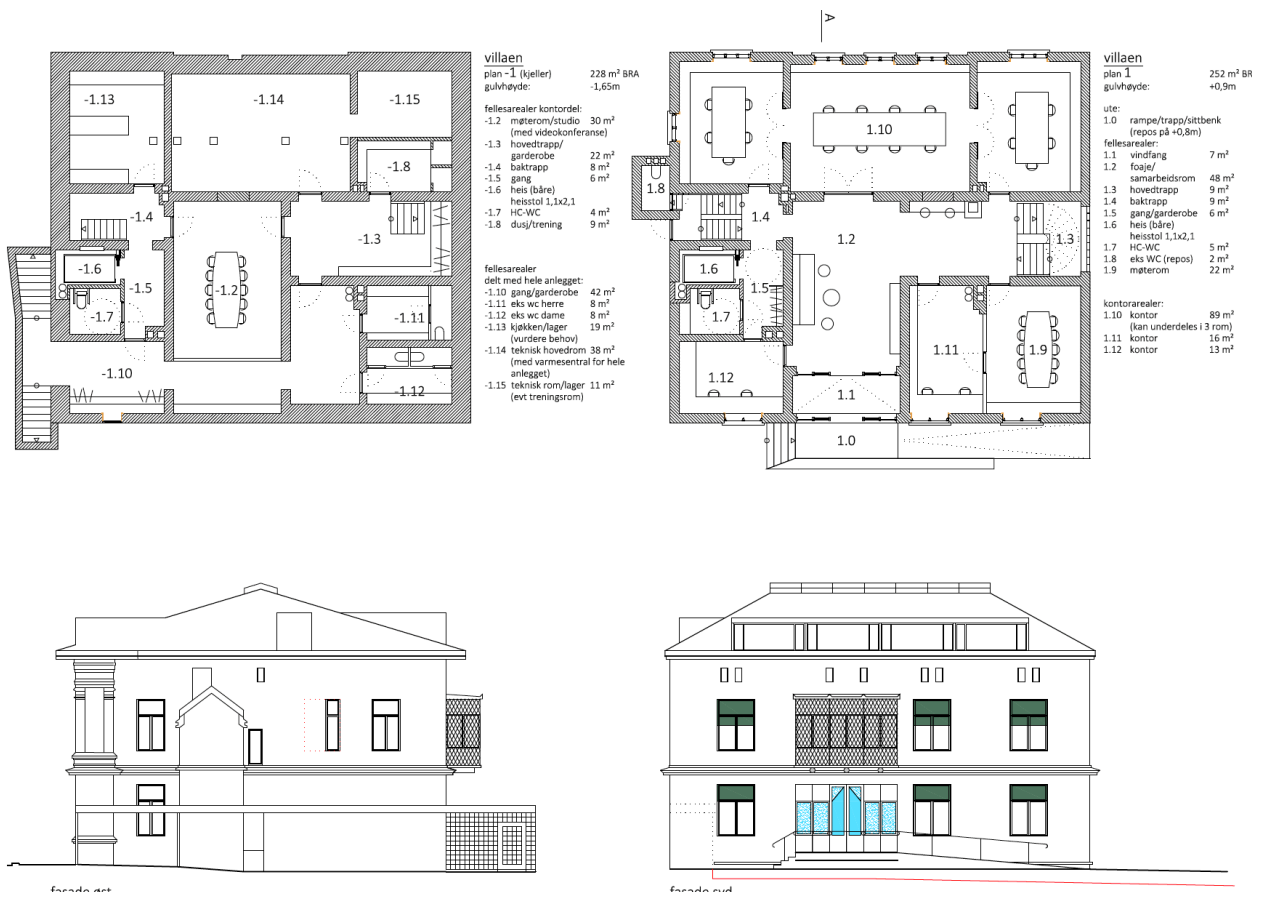 villaen
plan -1 (kjeller) 228 m² BRA
gulvhøyde: -1,65m
fellesarealer kontordel:
-1.2 møterom/studio 30 m²
(med videokonferanse)
-1.3 hovedtrapp/
garderobe 22 m²
-1.4 baktrapp 8 m²
-1.5 gang 6 m²
-1.6 heis (båre)
heisstol 1,1x2,1
-1.7 HC-WC 4 m²
-1.8 dusj/trening 9 m²
fellesarealer
delt med hele anlegget:
-1.10 gang/garderobe 42 m²
-1.11 eks wc herre 8 m²
-1.12 eks wc dame 8 m²
-1.13 kjøkken/lager 19 m²
(vurdere behov)
-1.14 teknisk hovedrom 38 m²
(med varmesentral for hele
anlegget)
-1.15 teknisk rom/lager 11 m²
(evt treningsrom)
-1.13
-1.14
-1.15
-1.8
-1.4
-1.3
-1.6
-1.5
-1.2
-1.7
-1.11
-1.10
-1.12
A
villaen
plan 1 252 m² BR
gulvhøyde: +0,9m
ute:
1.0 rampe/trapp/sittbenk
(repos på +0,8m)
fellesarealer:
1.1 vindfang 7 m²
1.2 foaje/
samarbeidsrom 48 m²
1.3 hovedtrapp 9 m²
1.4 baktrapp 9 m²
1.5 gang/garderobe 6 m²
1.6 heis (båre)
heisstol 1,1x2,1
1.7 HC-WC 5 m²
1.8 eks WC (repos) 2 m²
1.9 møterom 22 m²
kontorarealer:
1.10 kontor 89 m²
(kan underdeles i 3 rom)
1.11 kontor 16 m²
1.12 kontor 13 m²
1.10
1.8
1.4
1.2
1.3
1.6
1.5
1.7
1.11
1.9
1.12
1.1
1.0
fasade øst
fasade syd